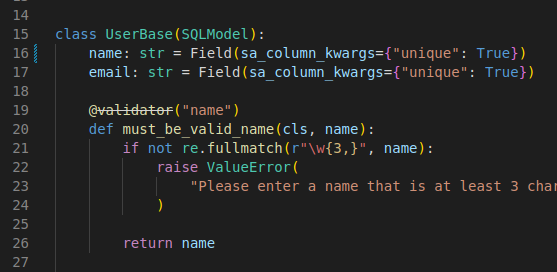 14
15 class UserBase(SQLModel):
16     name: str = Field(sa_column_kwargs={"unique": True})
17     email: str = Field(sa_column_kwargs={"unique": True})
18
19     @validator("name")
20     def must_be_valid_name(cls, name):
21         if not re.fullmatch(r"\w{3,}", name):
22             raise ValueError(
23                 "Please enter a name that is at least 3 char
24             )
25
26         return name
27